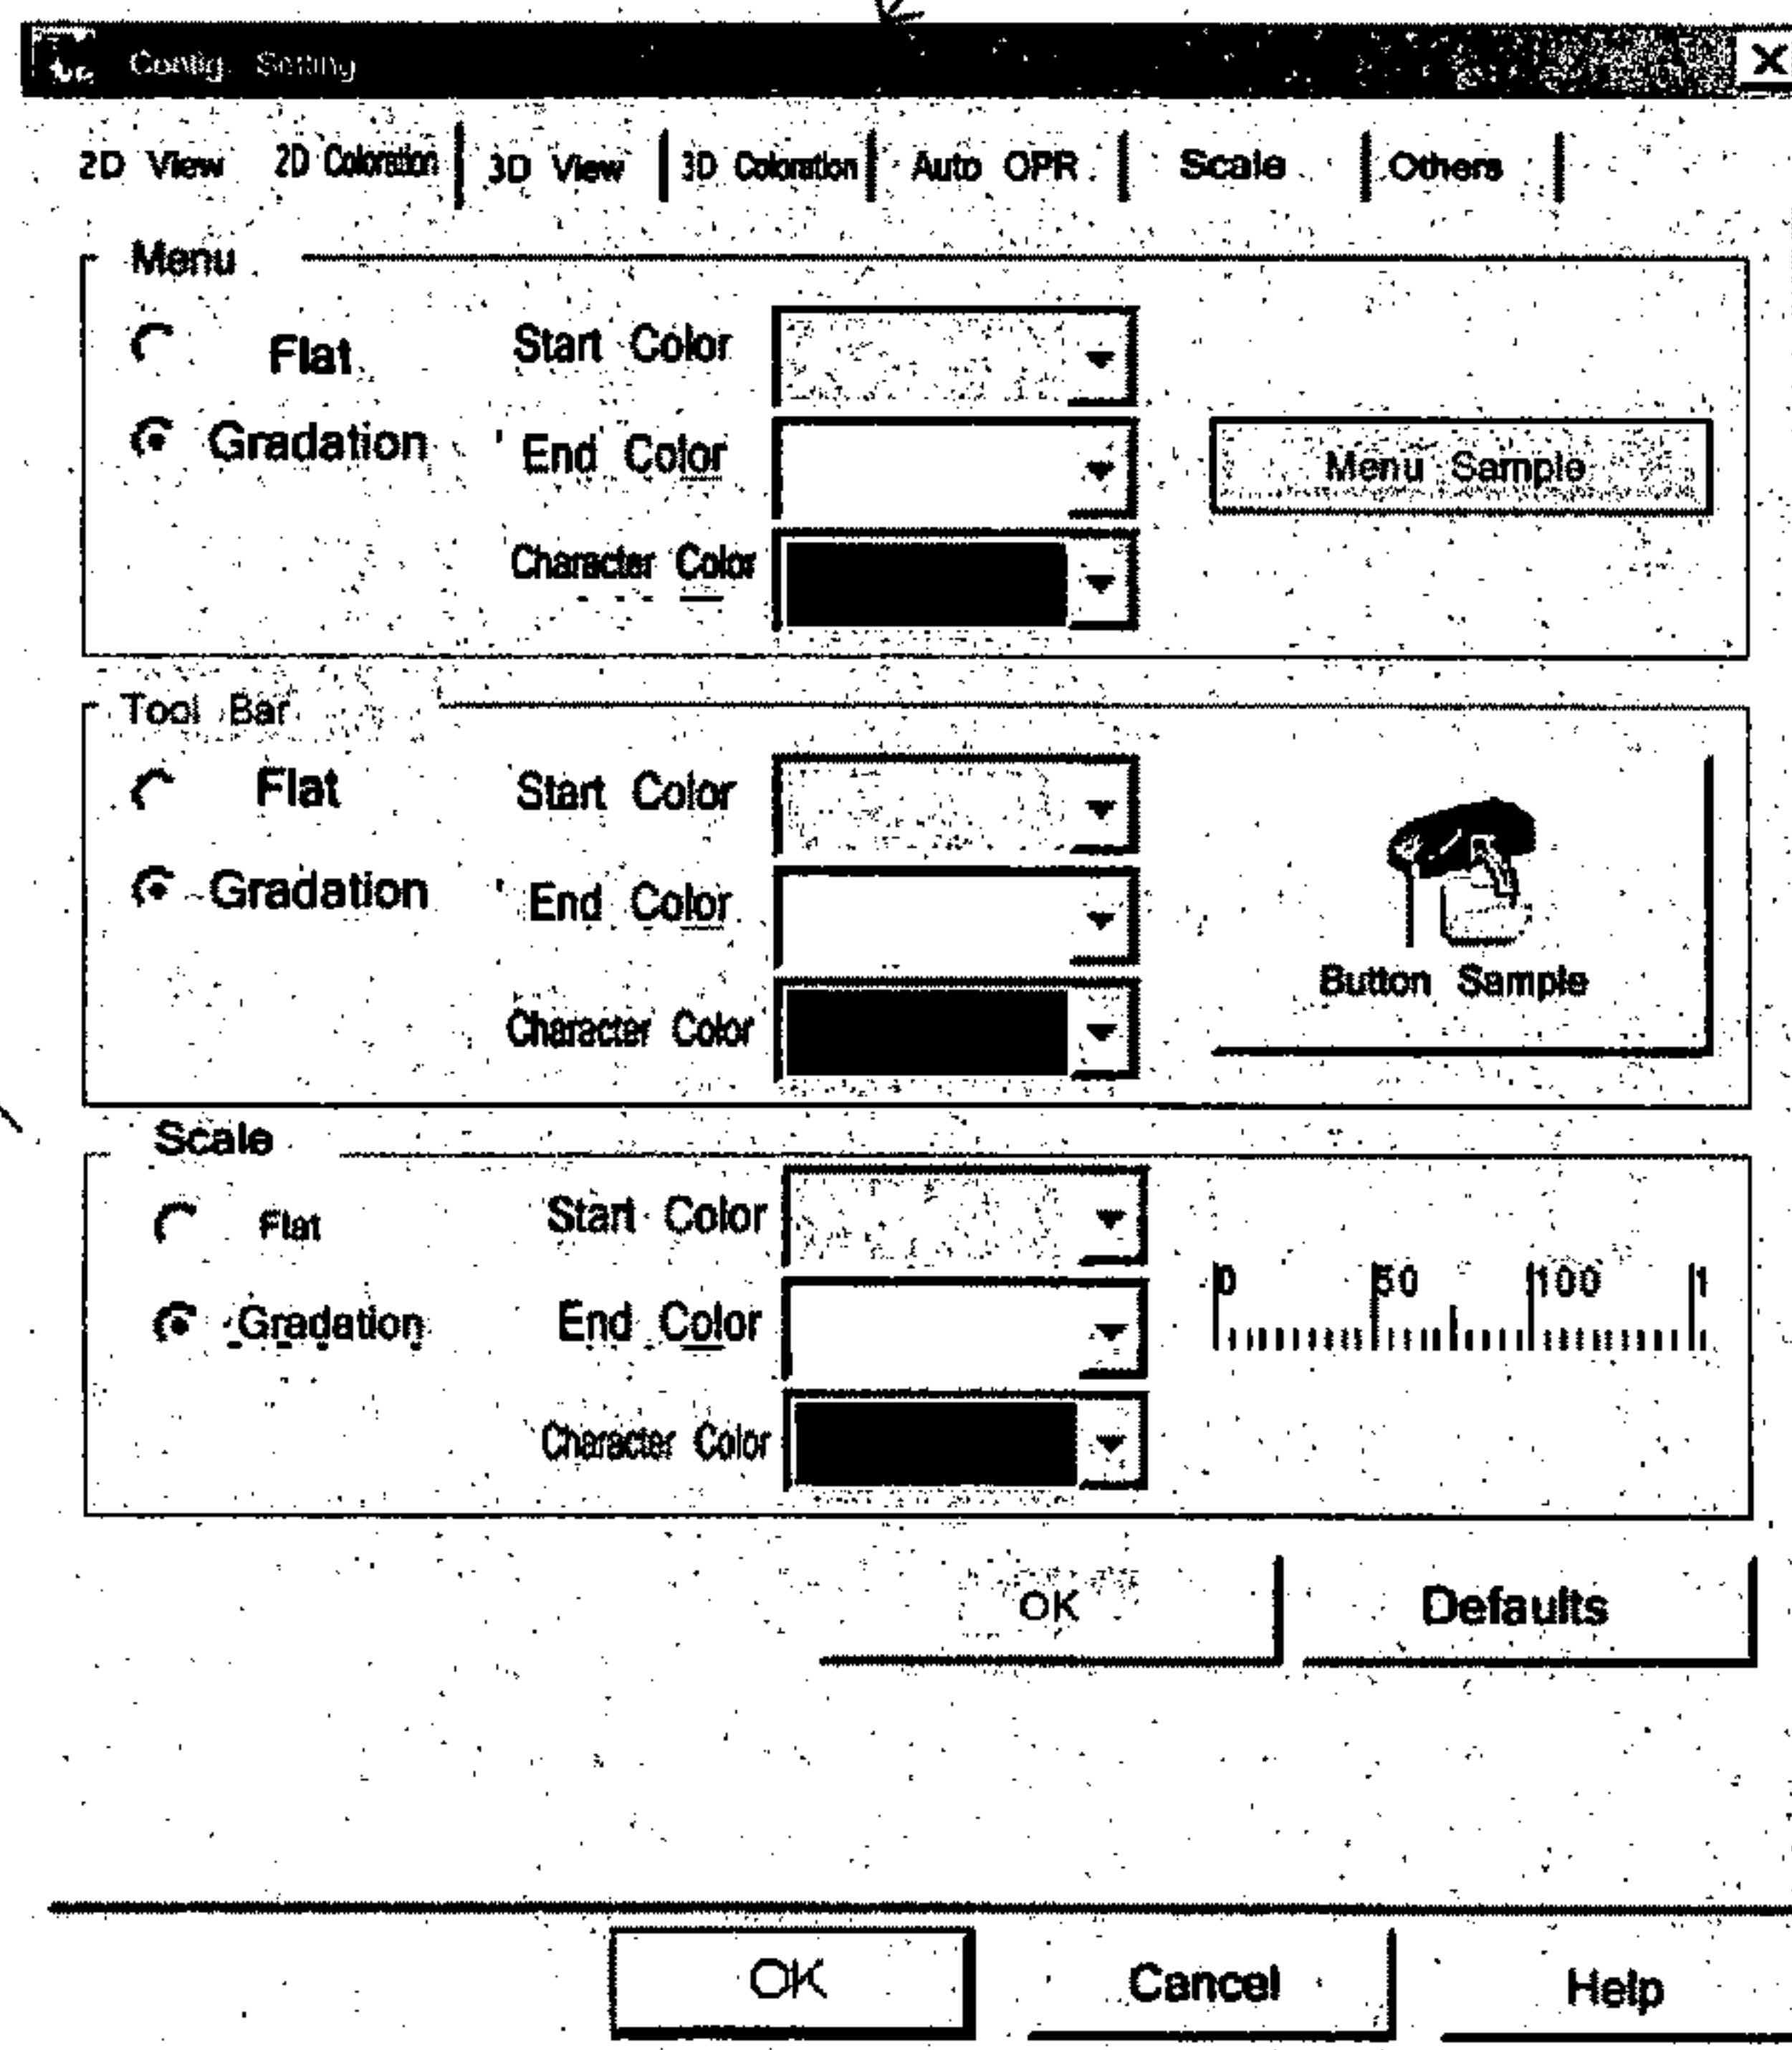 Config. Setting
2D View 2D Coloration 3D View 3D Coloration Auto OPR Scale Others
Menu
Flat Start Color
Gradation End Color Menu Sample
Character Color
Tool Bar
Flat Start Color
Gradation End Color
Button Sample
Character Color
Scale
Flat Start Color
0 50 100 1
Gradation End Color
Character Color
OK Defaults
OK Cancel Help